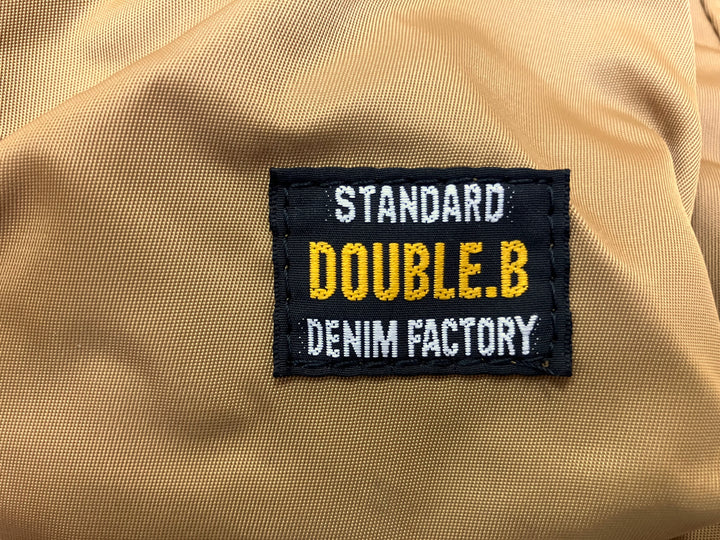 STANDARD
DOUBLE.B
DENIM FACTORY